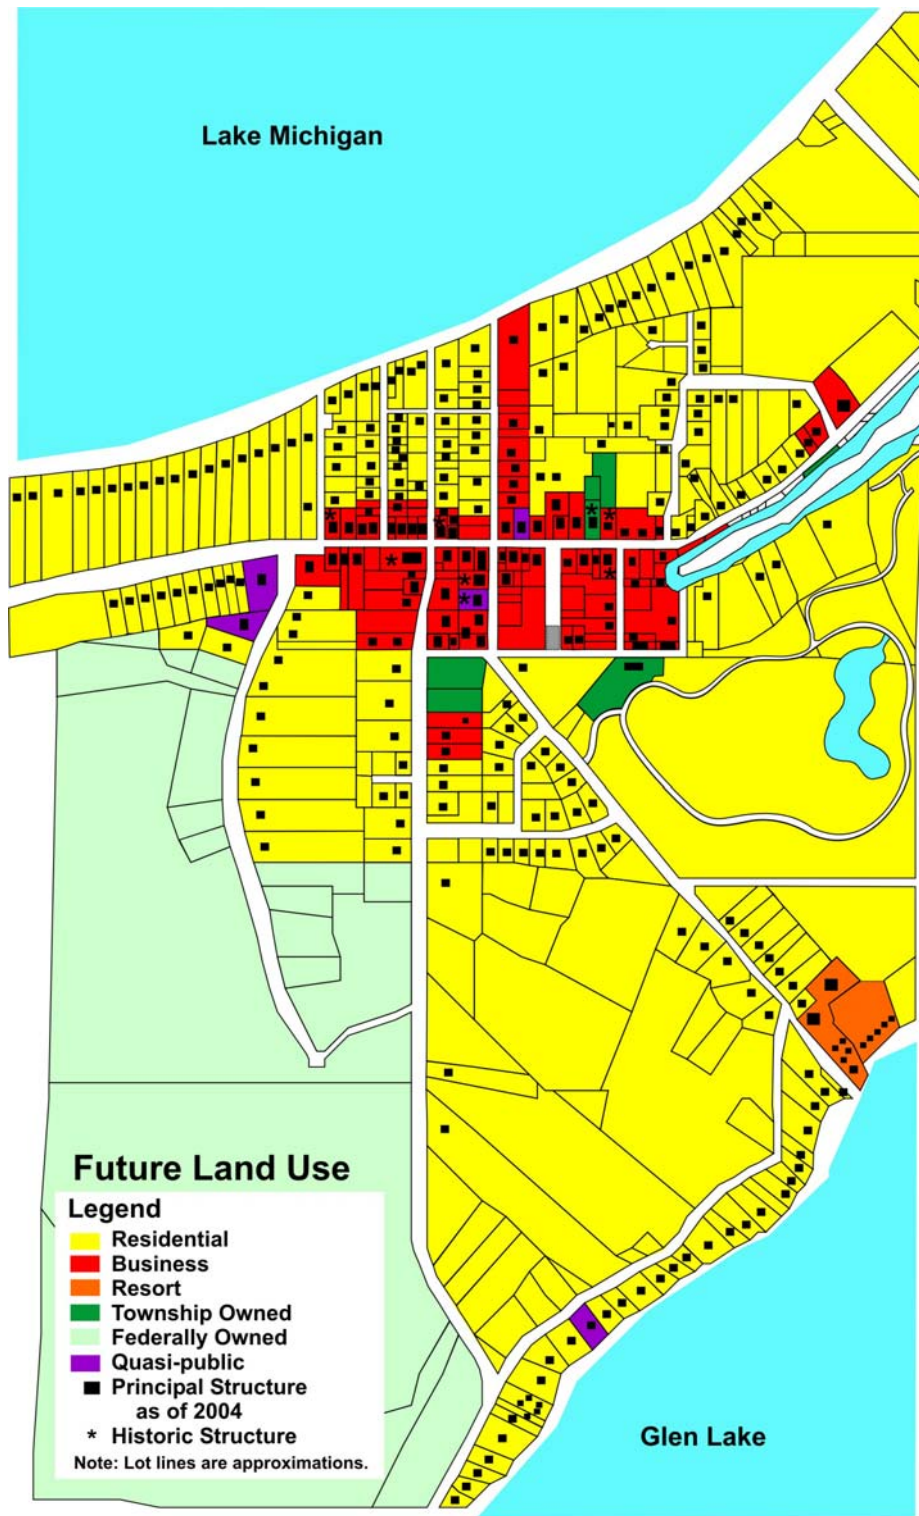 Lake Michigan
Future Land Use
Legend
Residential
Business
Resort
Township Owned
Federally Owned
Quasi-public
Principal Structure
as of 2004
* Historic Structure
Note: Lot lines are approximations.
Glen Lake